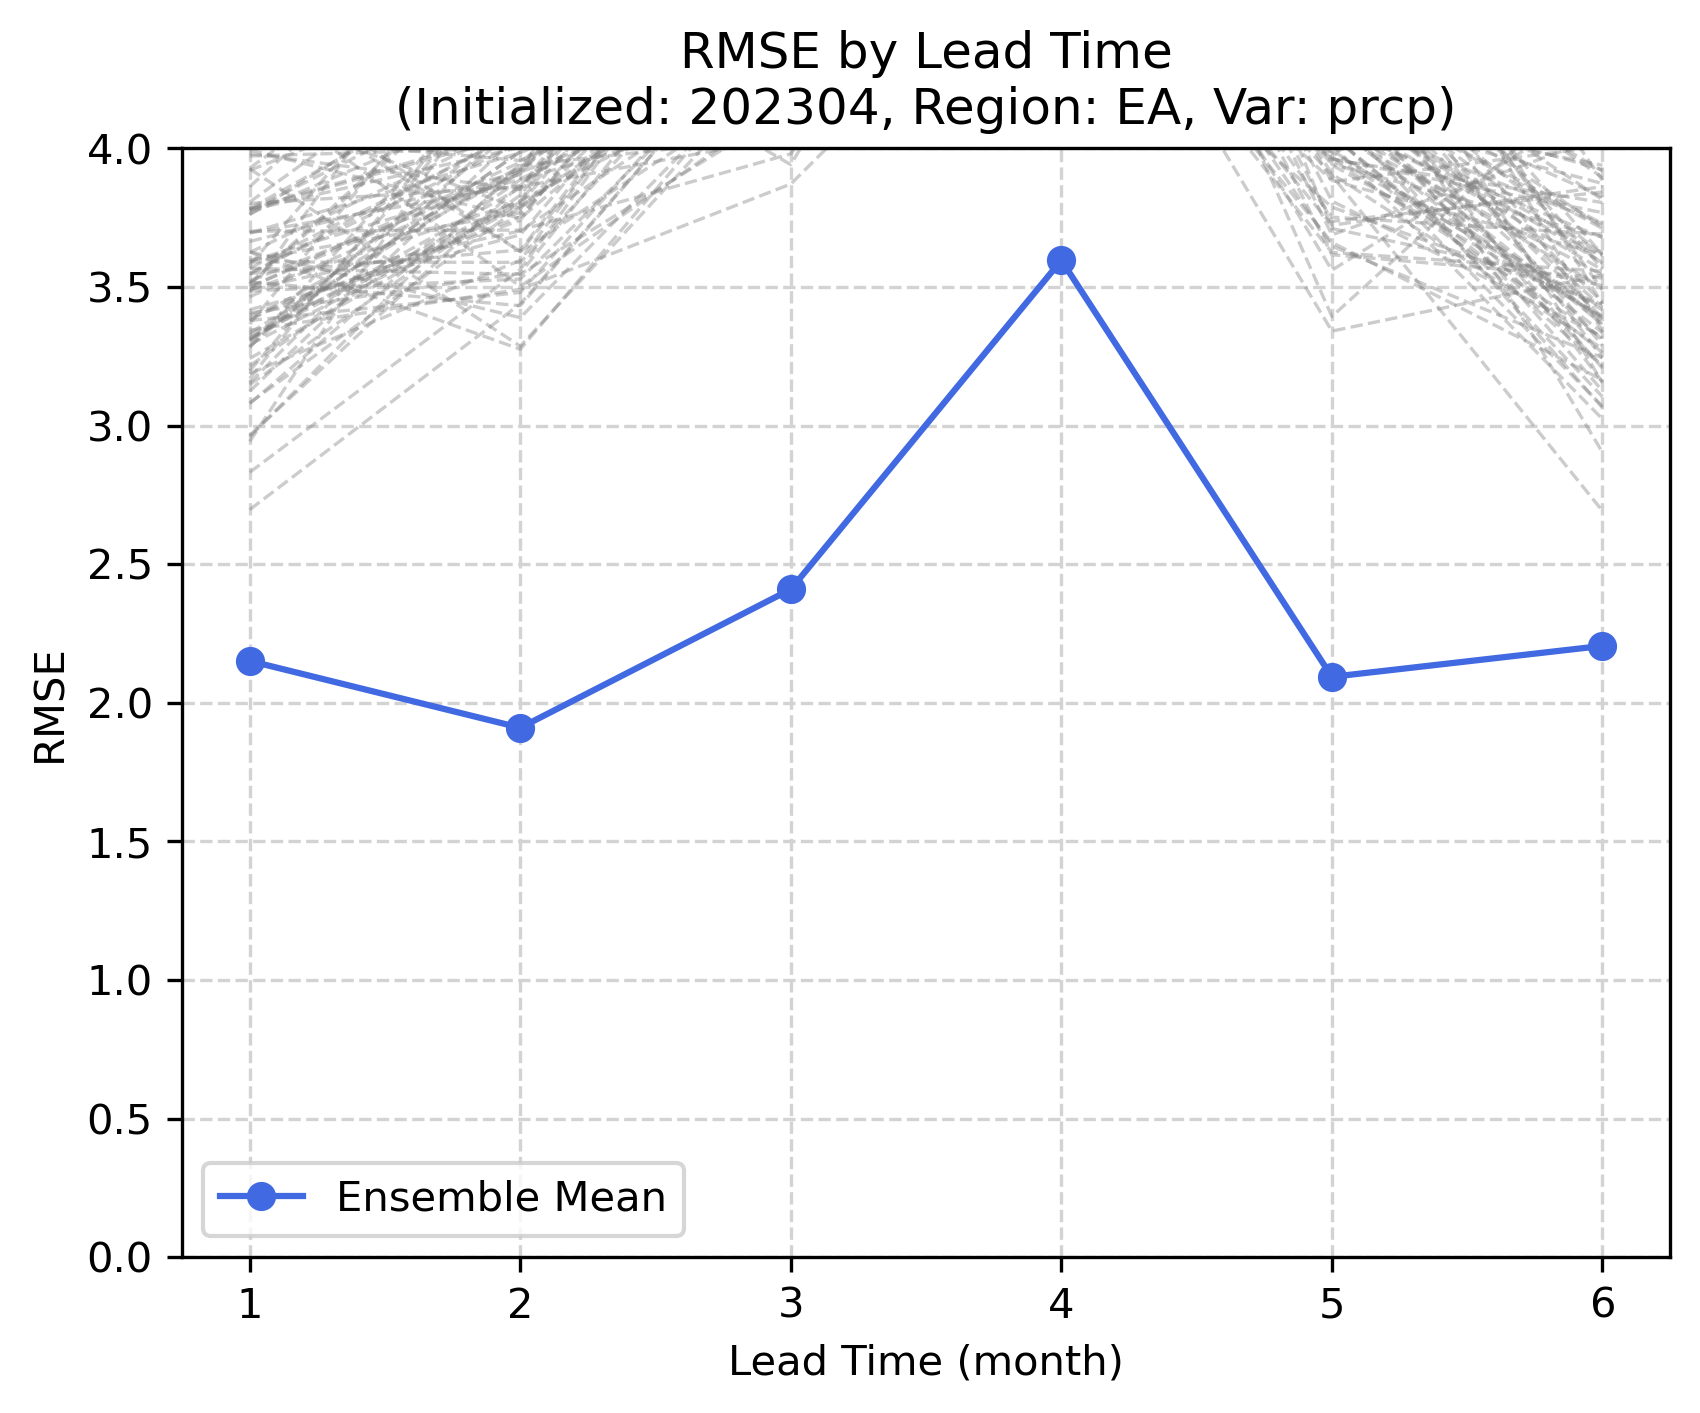 RMSE by Lead Time
(Initialized: 202304, Region: EA, Var: prcp)
4.0
3.5
3.0
2.5
2.0
1.5
1.0
0.5
0.0
RMSE
Ensemble Mean
1 2 3 4 5 6
Lead Time (month)